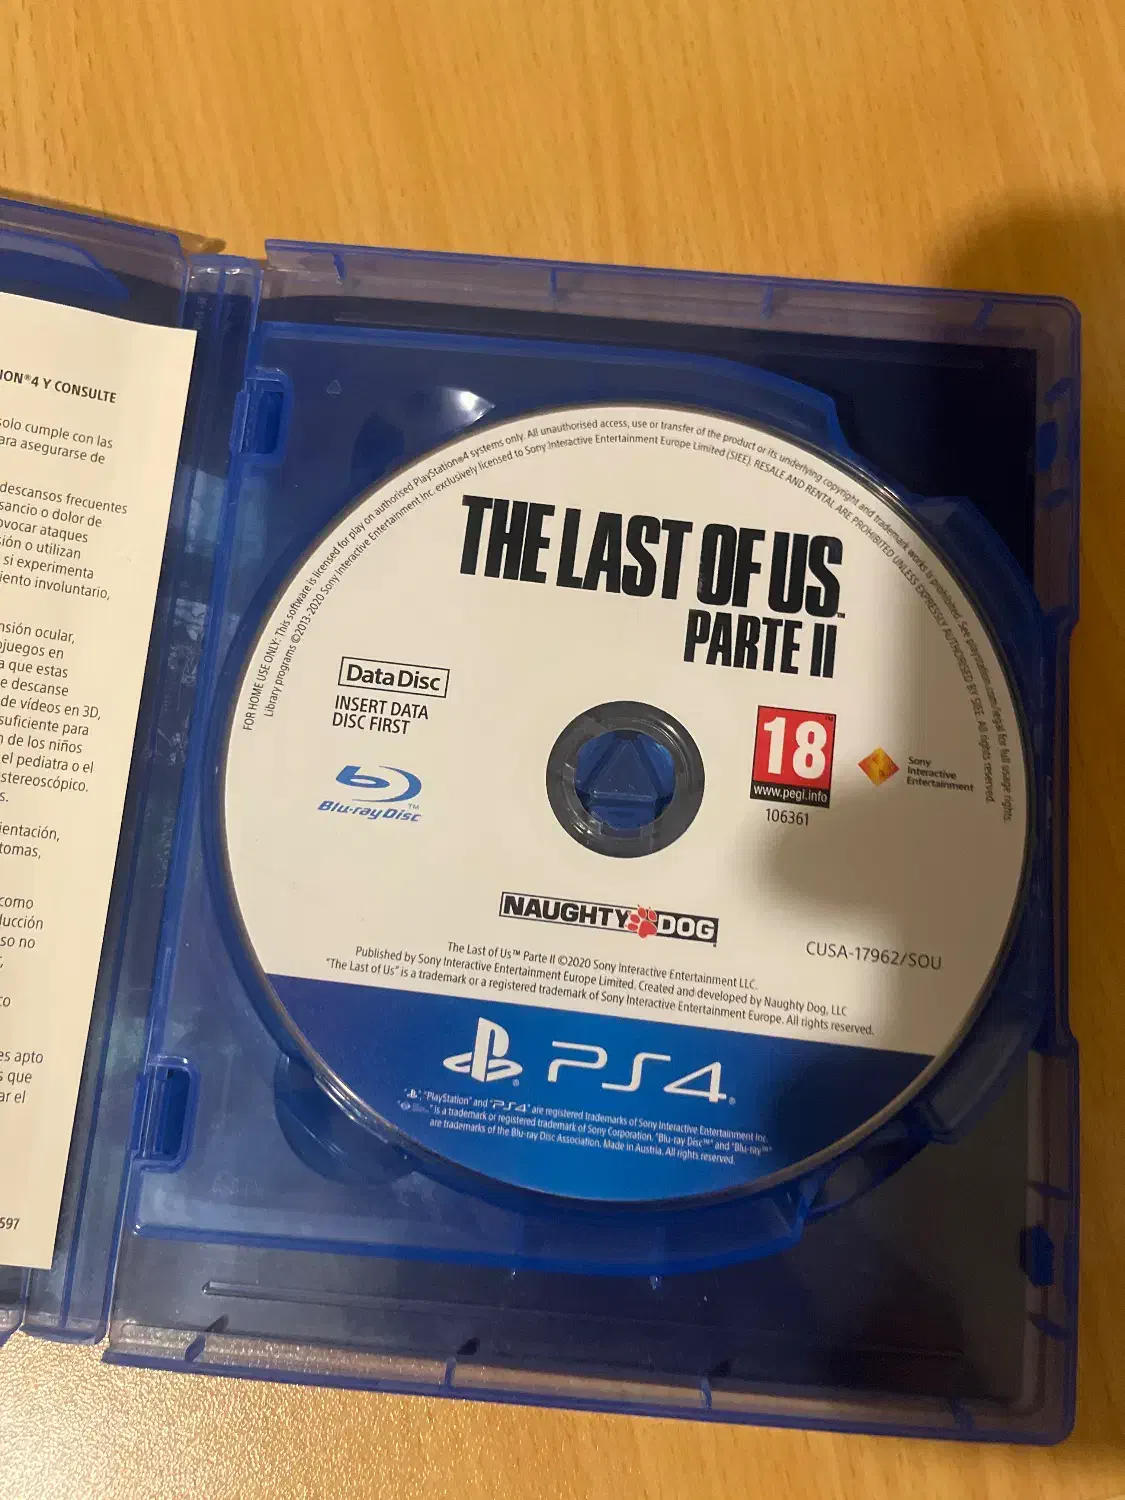 ION®4 Y CONSULTE
solo cumple con las
ara asegurarse de
descansos frecuentes
sancio o dolor de
ovocar ataques
sión o utilizan
si experimenta
iento involuntario,
nsión ocular,
ojuegos en
a que estas
e descanse
de vídeos en 3D,
suficiente para
n de los niños
el pediatra o el
stereoscópico.
s.
ientación,
tomas,
como
ducción
so no
co
es apto
s que
ar el
597
FOR HOME USE ONLY: This software is licensed for play on authorised PlayStation®4 systems only. All unauthorised access, use or transfer of the product or its underlying copyright and trademark works is prohibited. See playstation.com/legal for full usage rights.
Library programs ©2013-2020 Sony Interactive Entertainment Inc. exclusively licensed to Sony Interactive Entertainment Europe Limited (SIEE). RESALE AND RENTAL ARE PROHIBITED UNLESS EXPRESSLY AUTHORISED BY SIEE. All rights reserved.
THE LAST OF US™
PARTE II
Data Disc
INSERT DATA
DISC FIRST
Blu-ray Disc™
18
www.pegi.info
106361
Sony
Interactive
Entertainment
NAUGHTY DOG
CUSA-17962/SOU
The Last of Us™ Parte II ©2020 Sony Interactive Entertainment LLC.
Published by Sony Interactive Entertainment Europe Limited. Created and developed by Naughty Dog, LLC
"The Last of Us" is a trademark or a registered trademark of Sony Interactive Entertainment Europe. All rights reserved.
PS4®
"PlayStation" and "PS4" are registered trademarks of Sony Interactive Entertainment Inc.
" is a trademark or registered trademark of Sony Corporation. "Blu-ray Disc™" and "Blu-ray™"
are trademarks of the Blu-ray Disc Association. Made in Austria. All rights reserved.